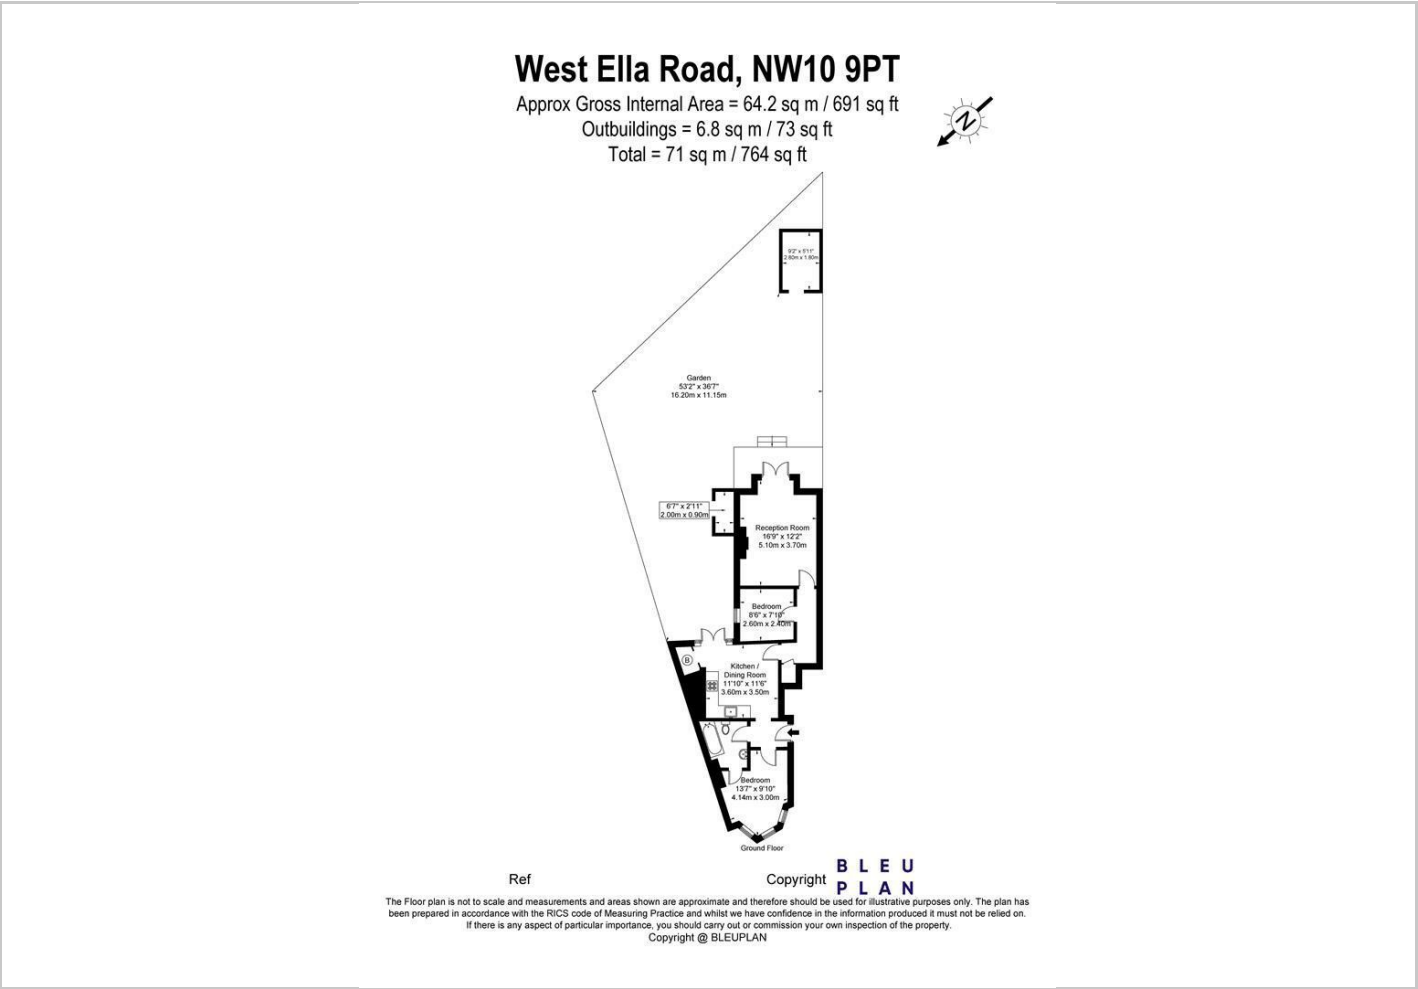 West Ella Road, NW10 9PT
Approx Gross Internal Area = 64.2 sq m / 691 sq ft
Outbuildings = 6.8 sq m / 73 sq ft
Total = 71 sq m / 764 sq ft
N
9'2" x 5'11"
2.80m x 1.80m
Garden
53'2" x 36'7"
16.20m x 11.15m
6'7" x 2'11"
2.00m x 0.90m
Reception Room
16'9" x 12'2"
5.10m x 3.70m
Bedroom
8'6" x 7'10"
2.60m x 2.40m
B
Kitchen /
Dining Room
11'10" x 11'6"
3.60m x 3.50m
Bedroom
13'7" x 9'10"
4.14m x 3.00m
Ground Floor
Ref
Copyright
BLEU
PLAN
The Floor plan is not to scale and measurements and areas shown are approximate and therefore should be used for illustrative purposes only. The plan has
been prepared in accordance with the RICS code of Measuring Practice and whilst we have confidence in the information produced it must not be relied on.
If there is any aspect of particular importance, you should carry out or commission your own inspection of the property.
Copyright @ BLEUPLAN